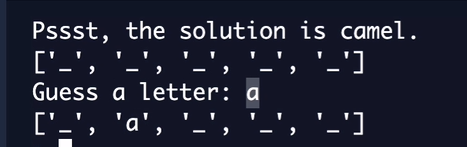 Pssst, the solution is camel.
['_', '_', '_', '_', '_']
Guess a letter: a
['_', 'a', '_', '_', '_']